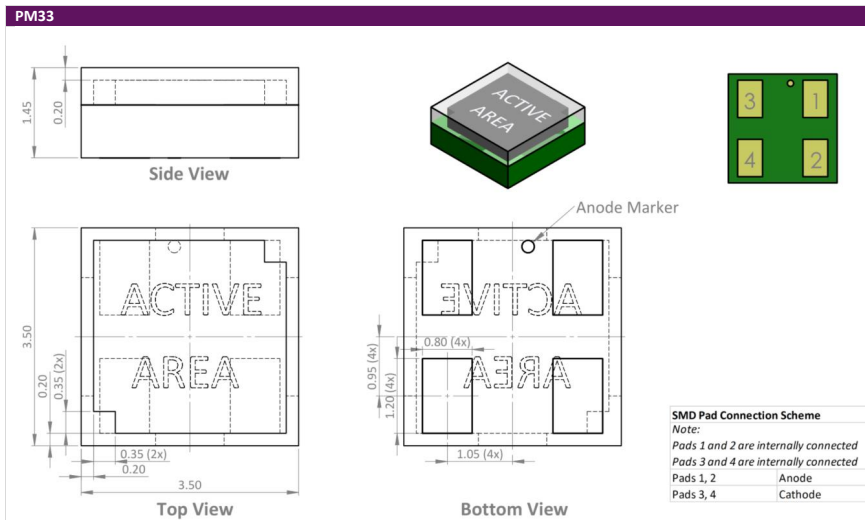 PM33
1.45
0.20
Side View
ACTIVE
AREA
3
1
4
2
Anode Marker
ACTIVE
AREA
3.50
0.20
0.35 (2x)
0.35 (2x)
0.20
3.50
Top View
ACTIVE
AREA
0.80 (4x)
0.95 (4x)
1.20 (4x)
1.05 (4x)
Bottom View
SMD Pad Connection Scheme
Note:
Pads 1 and 2 are internally connected
Pads 3 and 4 are internally connected
Pads 1, 2 Anode
Pads 3, 4 Cathode